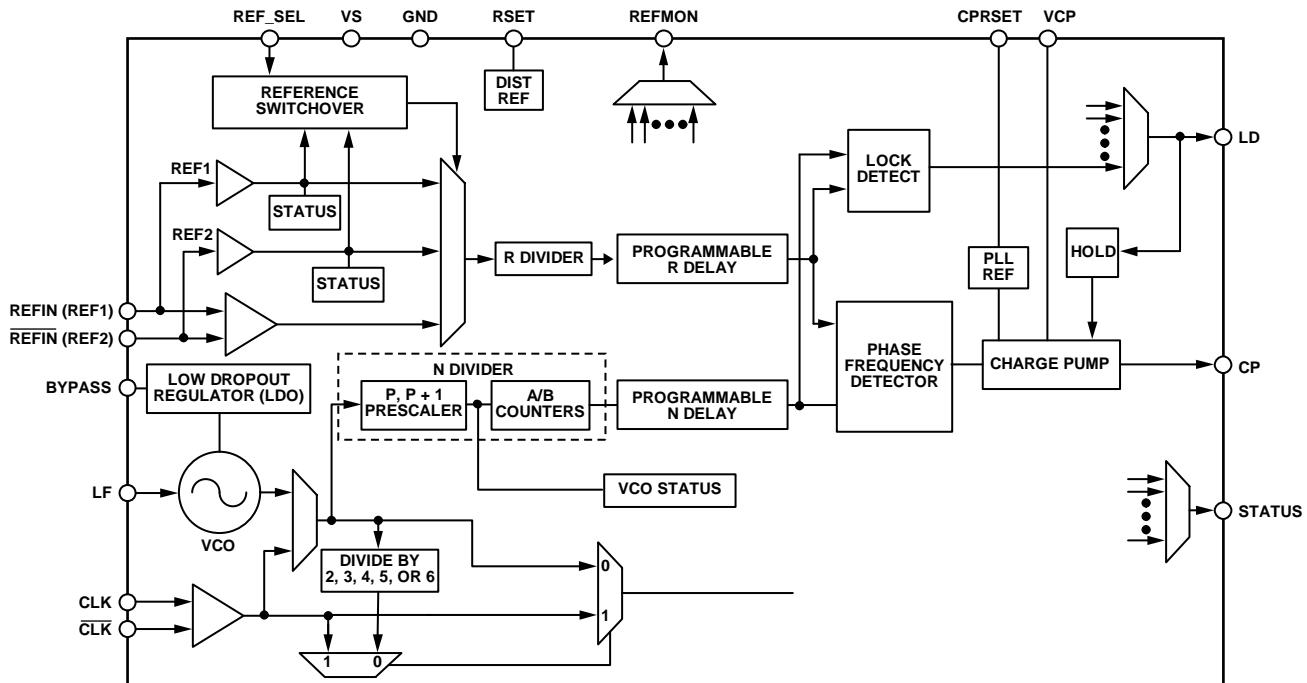 REF_SEL VS GND RSET REFMON CPRSET VCP
REFERENCE
SWITCHOVER
DIST
REF
REF1
STATUS
REF2
STATUS
LOCK
DETECT
LD
HOLD
PLL
REF
R DIVIDER
PROGRAMMABLE
R DELAY
REFIN (REF1)
REFIN (REF2)
PHASE
FREQUENCY
DETECTOR
CHARGE PUMP
CP
BYPASS
LOW DROPOUT
REGULATOR (LDO)
N DIVIDER
P, P + 1
PRESCALER
A/B
COUNTERS
PROGRAMMABLE
N DELAY
LF
VCO
VCO STATUS
STATUS
DIVIDE BY
2, 3, 4, 5, OR 6
0
1
CLK
CLK
1 0